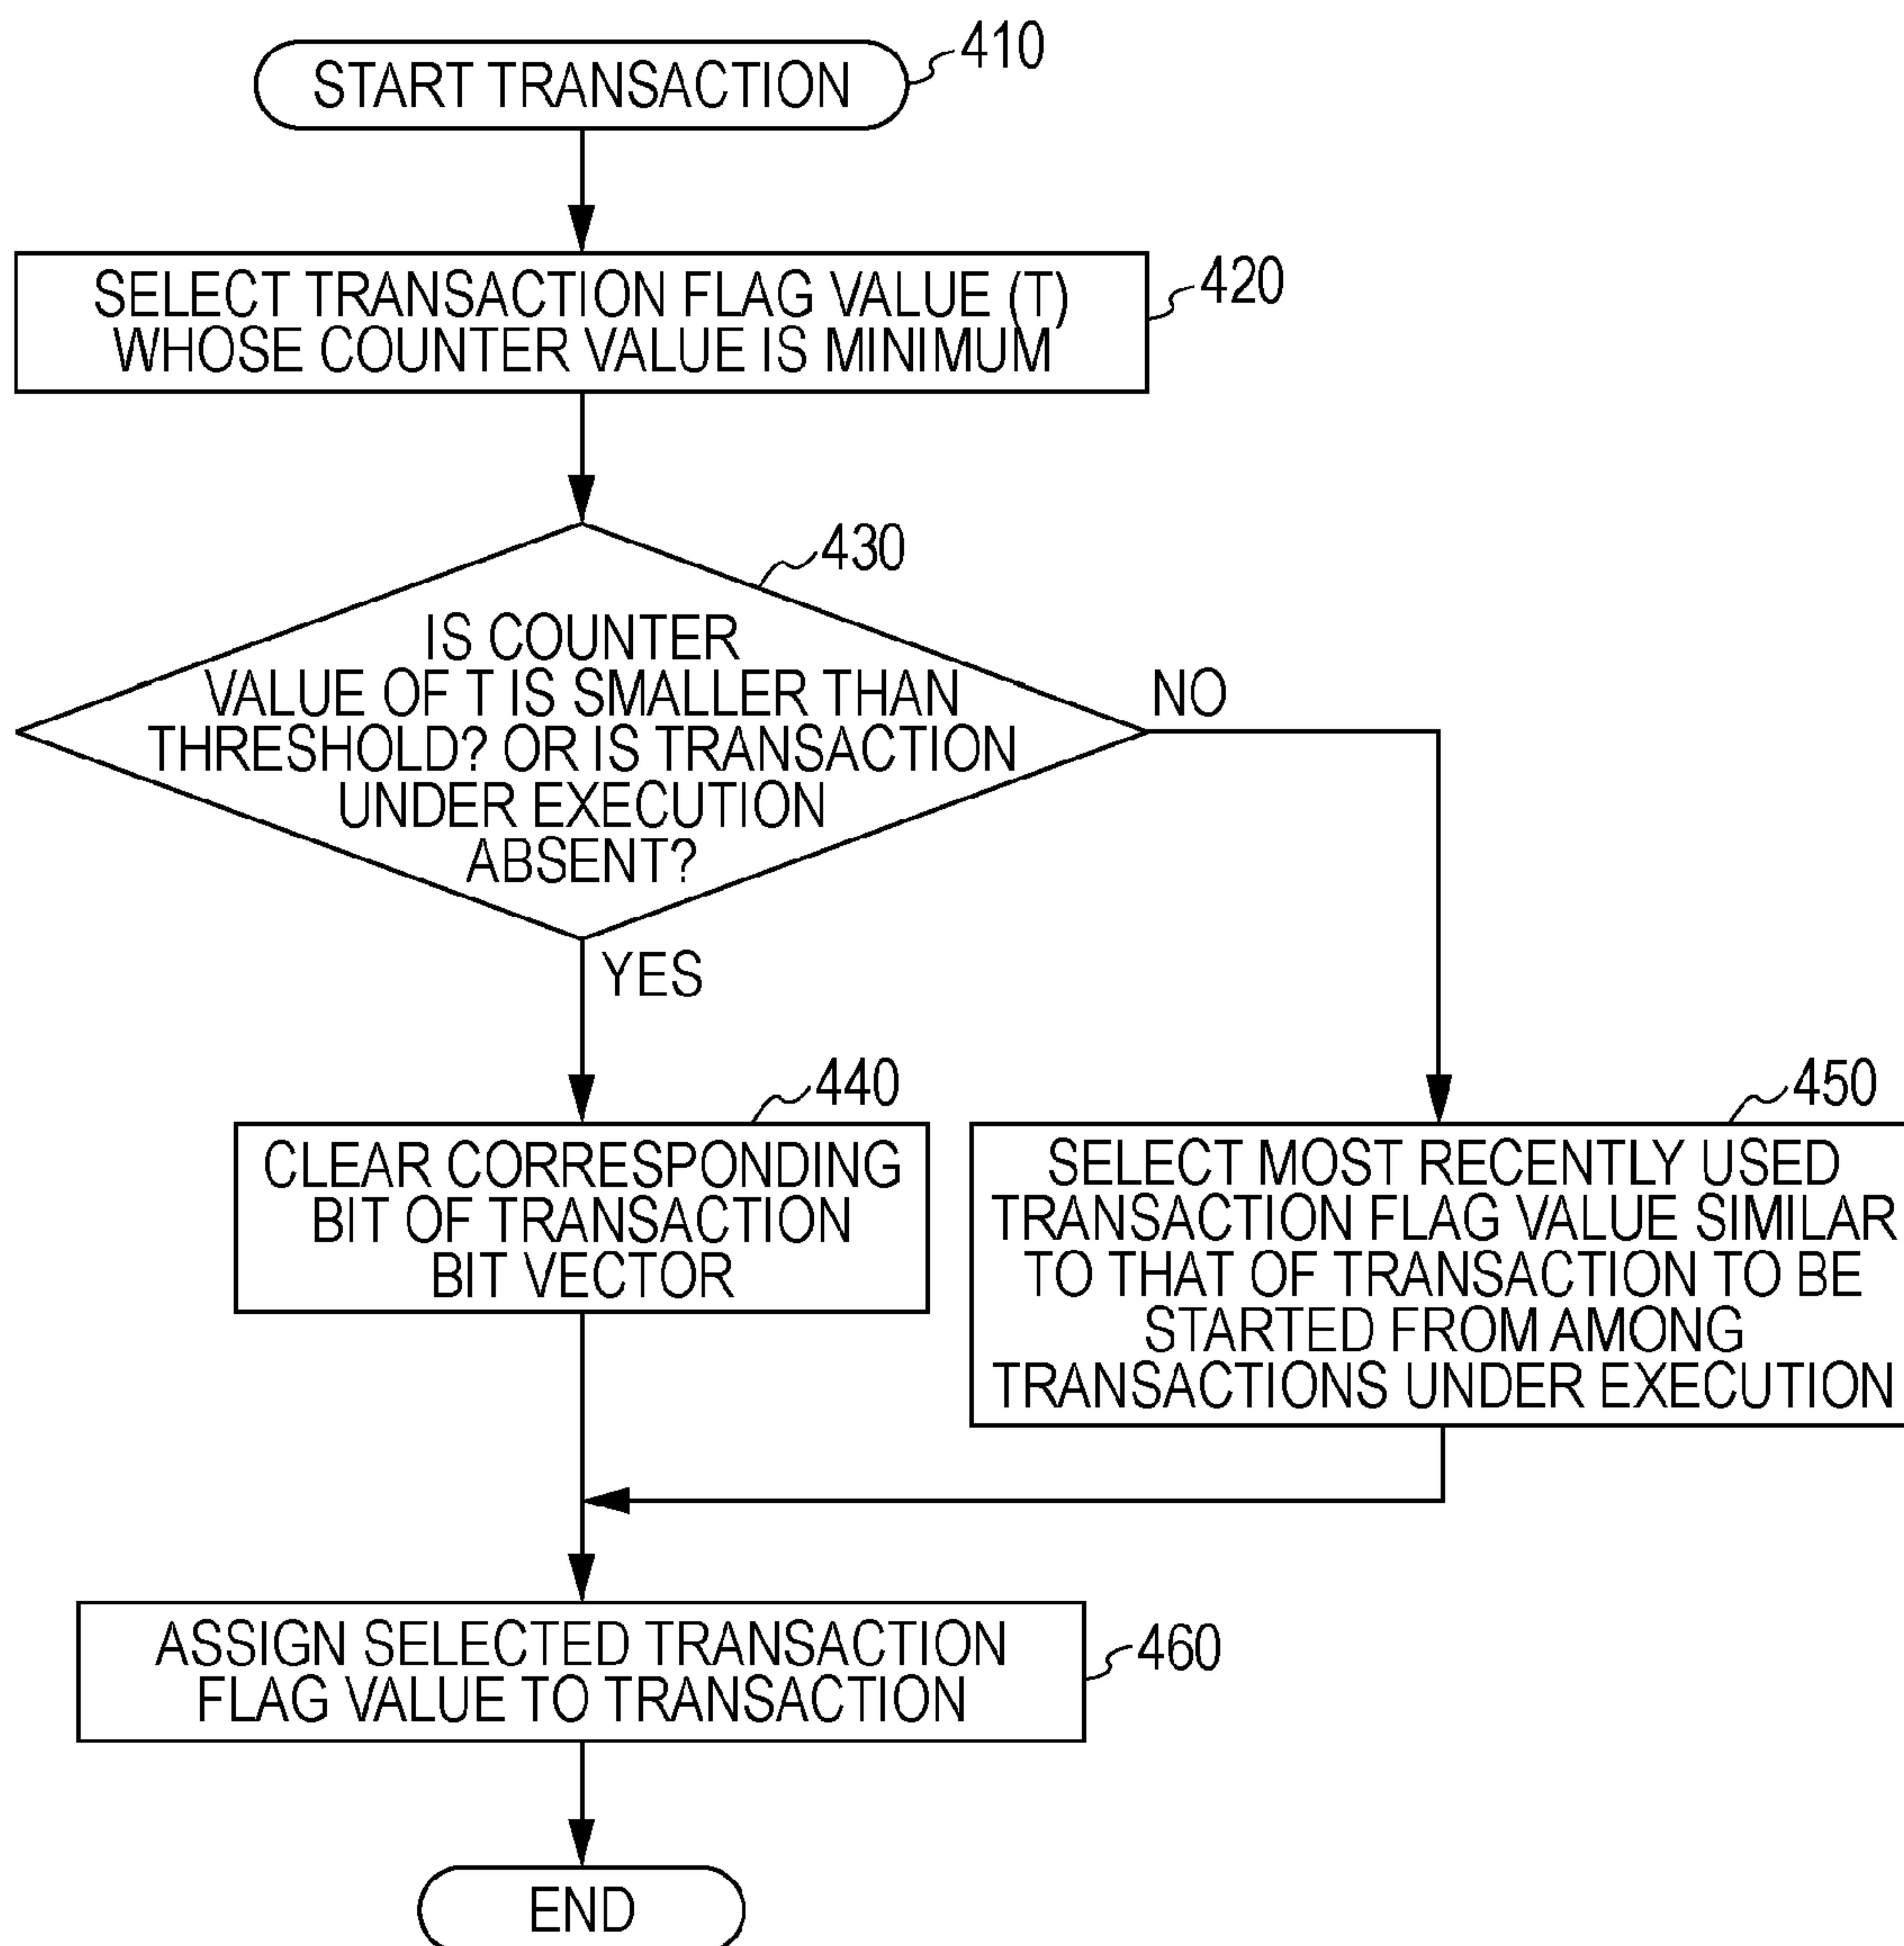 START TRANSACTION
410
SELECT TRANSACTION FLAG VALUE (T)
WHOSE COUNTER VALUE IS MINIMUM
420
430
IS COUNTER
VALUE OF T IS SMALLER THAN
THRESHOLD? OR IS TRANSACTION
UNDER EXECUTION
ABSENT?
NO
YES
440
CLEAR CORRESPONDING
BIT OF TRANSACTION
BIT VECTOR
450
SELECT MOST RECENTLY USED
TRANSACTION FLAG VALUE SIMILAR
TO THAT OF TRANSACTION TO BE
STARTED FROM AMONG
TRANSACTIONS UNDER EXECUTION
ASSIGN SELECTED TRANSACTION
FLAG VALUE TO TRANSACTION
460
END